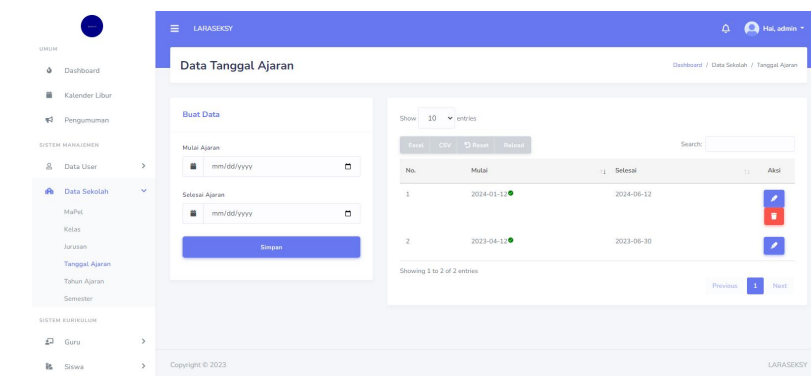 LARASEKSY
Hai, admin
UMUM
Dashboard
Kalender Libur
Pengumuman
SISTEM MANAJEMEN
Data User
Data Sekolah
MaPel
Kelas
Jurusan
Tanggal Ajaran
Tahun Ajaran
Semester
SISTEM KURIKULUM
Guru
Siswa
Data Tanggal Ajaran
Dashboard / Data Sekolah / Tanggal Ajaran
Buat Data
Mulai Ajaran
mm/dd/yyyy
Selesai Ajaran
mm/dd/yyyy
Simpan
Show 10 entries
Excel CSV Reset Reload
Search:
No. Mulai Selesai Aksi
1 2024-01-12 2024-06-12
2 2023-04-12 2023-06-30
Showing 1 to 2 of 2 entries
Previous 1 Next
Copyright © 2023
LARASEKSY